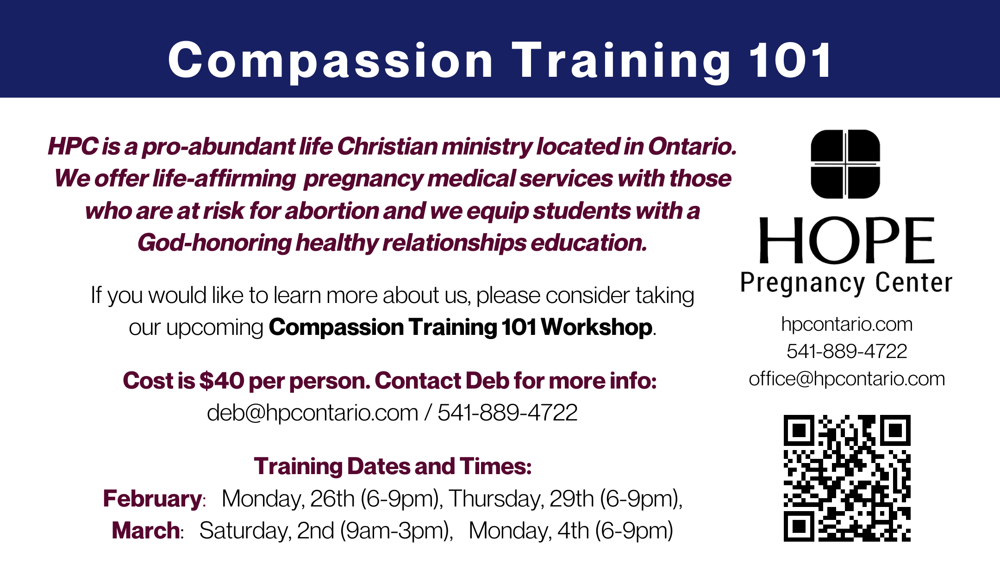 Compassion Training 101
HPC is a pro-abundant life Christian ministry located in Ontario.
We offer life-affirming pregnancy medical services with those
who are at risk for abortion and we equip students with a
God-honoring healthy relationships education.
If you would like to learn more about us, please consider taking
our upcoming Compassion Training 101 Workshop.
Cost is $40 per person. Contact Deb for more info:
deb@hpcontario.com / 541-889-4722
Training Dates and Times:
February: Monday, 26th (6-9pm), Thursday, 29th (6-9pm),
March: Saturday, 2nd (9am-3pm), Monday, 4th (6-9pm)
HOPE
Pregnancy Center
hpcontario.com
541-889-4722
office@hpcontario.com